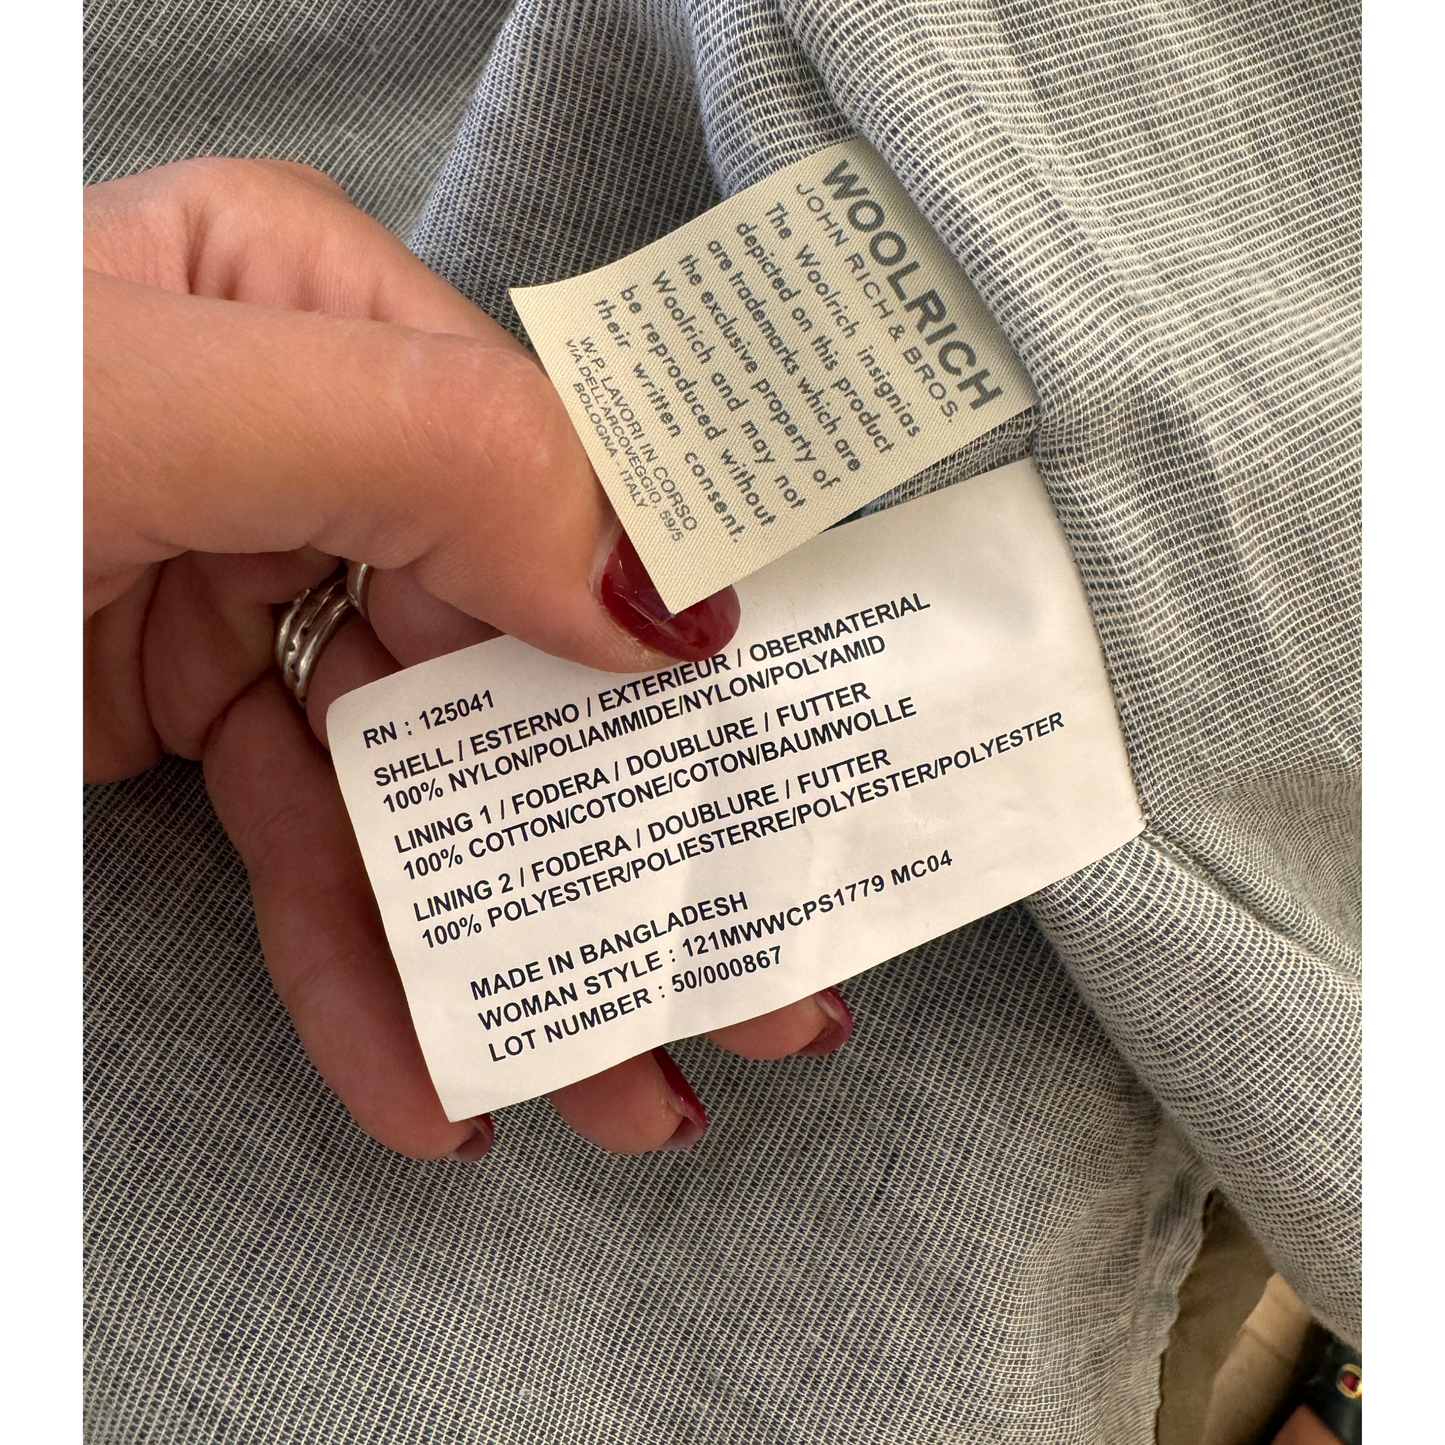 WOOLRICH
JOHN RICH & BROS.
The Woolrich insignias
depicted on this product
are trademarks which are
the exclusive property of
Woolrich and may not
be reproduced without
their written consent.
W.P. LAVORI IN CORSO
VIA DELL'ARCOVEGGIO, 59/5
BOLOGNA - ITALY
RN : 125041
SHELL / ESTERNO / EXTERIEUR / OBERMATERIAL
100% NYLON/POLIAMMIDE/NYLON/POLYAMID
LINING 1 / FODERA / DOUBLURE / FUTTER
100% COTTON/COTONE/COTON/BAUMWOLLE
LINING 2 / FODERA / DOUBLURE / FUTTER
100% POLYESTER/POLIESTERRE/POLYESTER/POLYESTER
MADE IN BANGLADESH
WOMAN STYLE : 121MWWCPS1779 MC04
LOT NUMBER : 50/000867